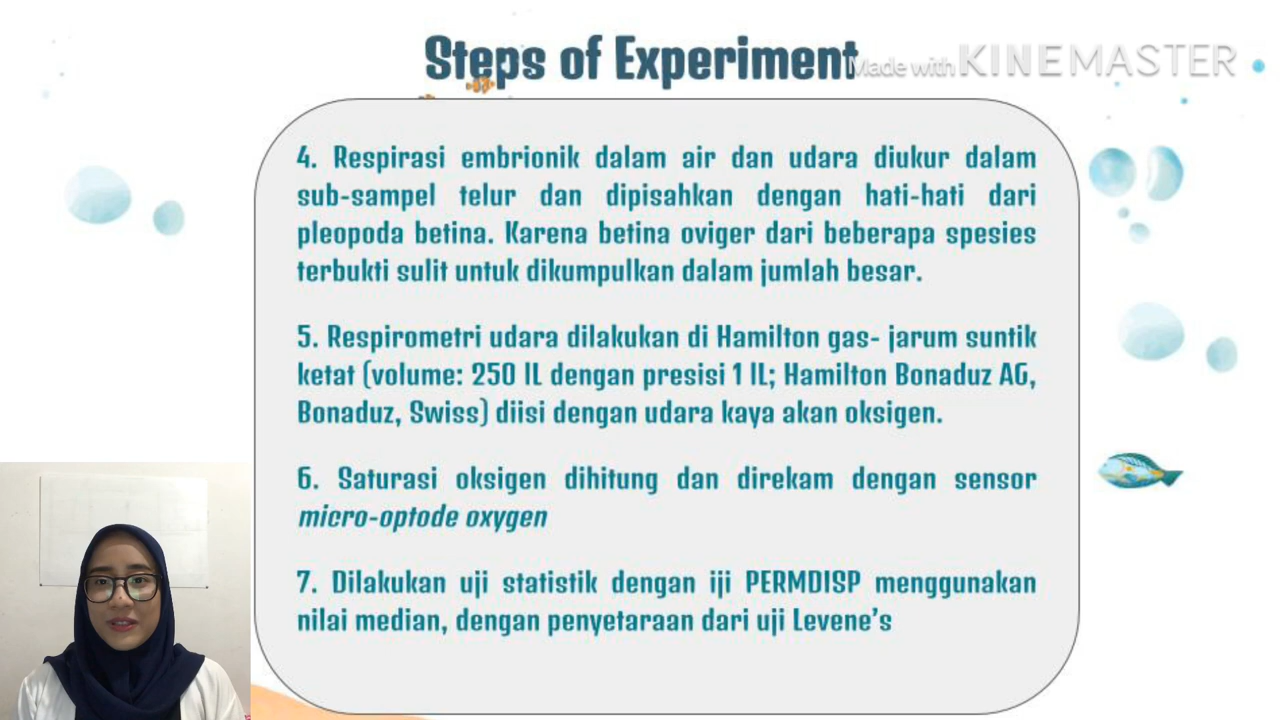 Steps of Experiment
Made with KINEMASTER
4. Respirasi embrionik dalam air dan udara diukur dalam
sub-sampel telur dan dipisahkan dengan hati-hati dari
pleopoda betina. Karena betina oviger dari beberapa spesies
terbukti sulit untuk dikumpulkan dalam jumlah besar.
5. Respirometri udara dilakukan di Hamilton gas- jarum suntik
ketat (volume: 250 lL dengan presisi 1 lL; Hamilton Bonaduz AG,
Bonaduz, Swiss) diisi dengan udara kaya akan oksigen.
6. Saturasi oksigen dihitung dan direkam dengan sensor
micro-optode oxygen
7. Dilakukan uji statistik dengan iji PERMDISP menggunakan
nilai median, dengan penyetaraan dari uji Levene's